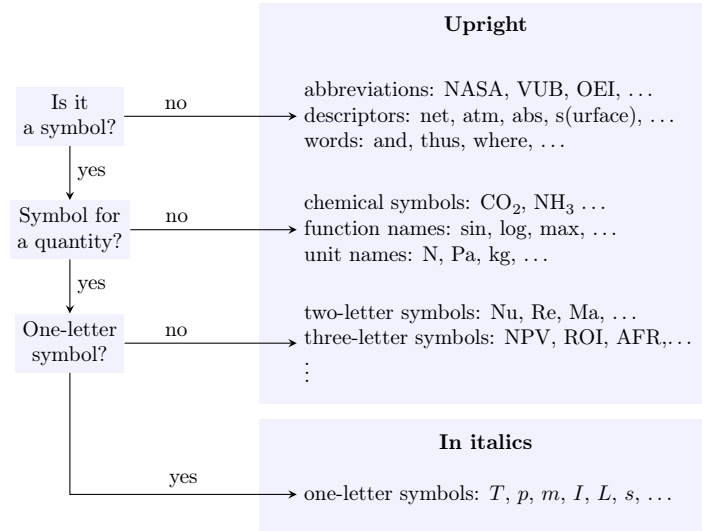 Upright
Is it
a symbol?
no
abbreviations: NASA, VUB, OEI, …
descriptors: net, atm, abs, s(urface), …
words: and, thus, where, …
yes
Symbol for
a quantity?
no
chemical symbols: CO₂, NH₃ …
function names: sin, log, max, …
unit names: N, Pa, kg, …
yes
One-letter
symbol?
no
two-letter symbols: Nu, Re, Ma, …
three-letter symbols: NPV, ROI, AFR,…
⋮
In italics
yes
one-letter symbols: T, p, m, I, L, s, …